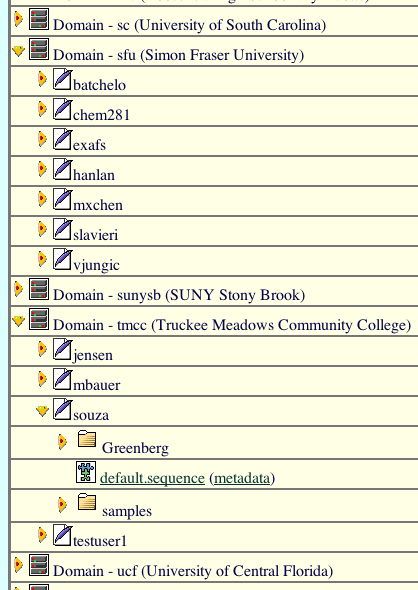 Domain - sc (University of South Carolina)
Domain - sfu (Simon Fraser University)
batchelo
chem281
exafs
hanlan
mxchen
slavieri
vjungic
Domain - sunysb (SUNY Stony Brook)
Domain - tmcc (Truckee Meadows Community College)
jensen
mbauer
souza
Greenberg
default.sequence (metadata)
samples
testuser1
Domain - ucf (University of Central Florida)